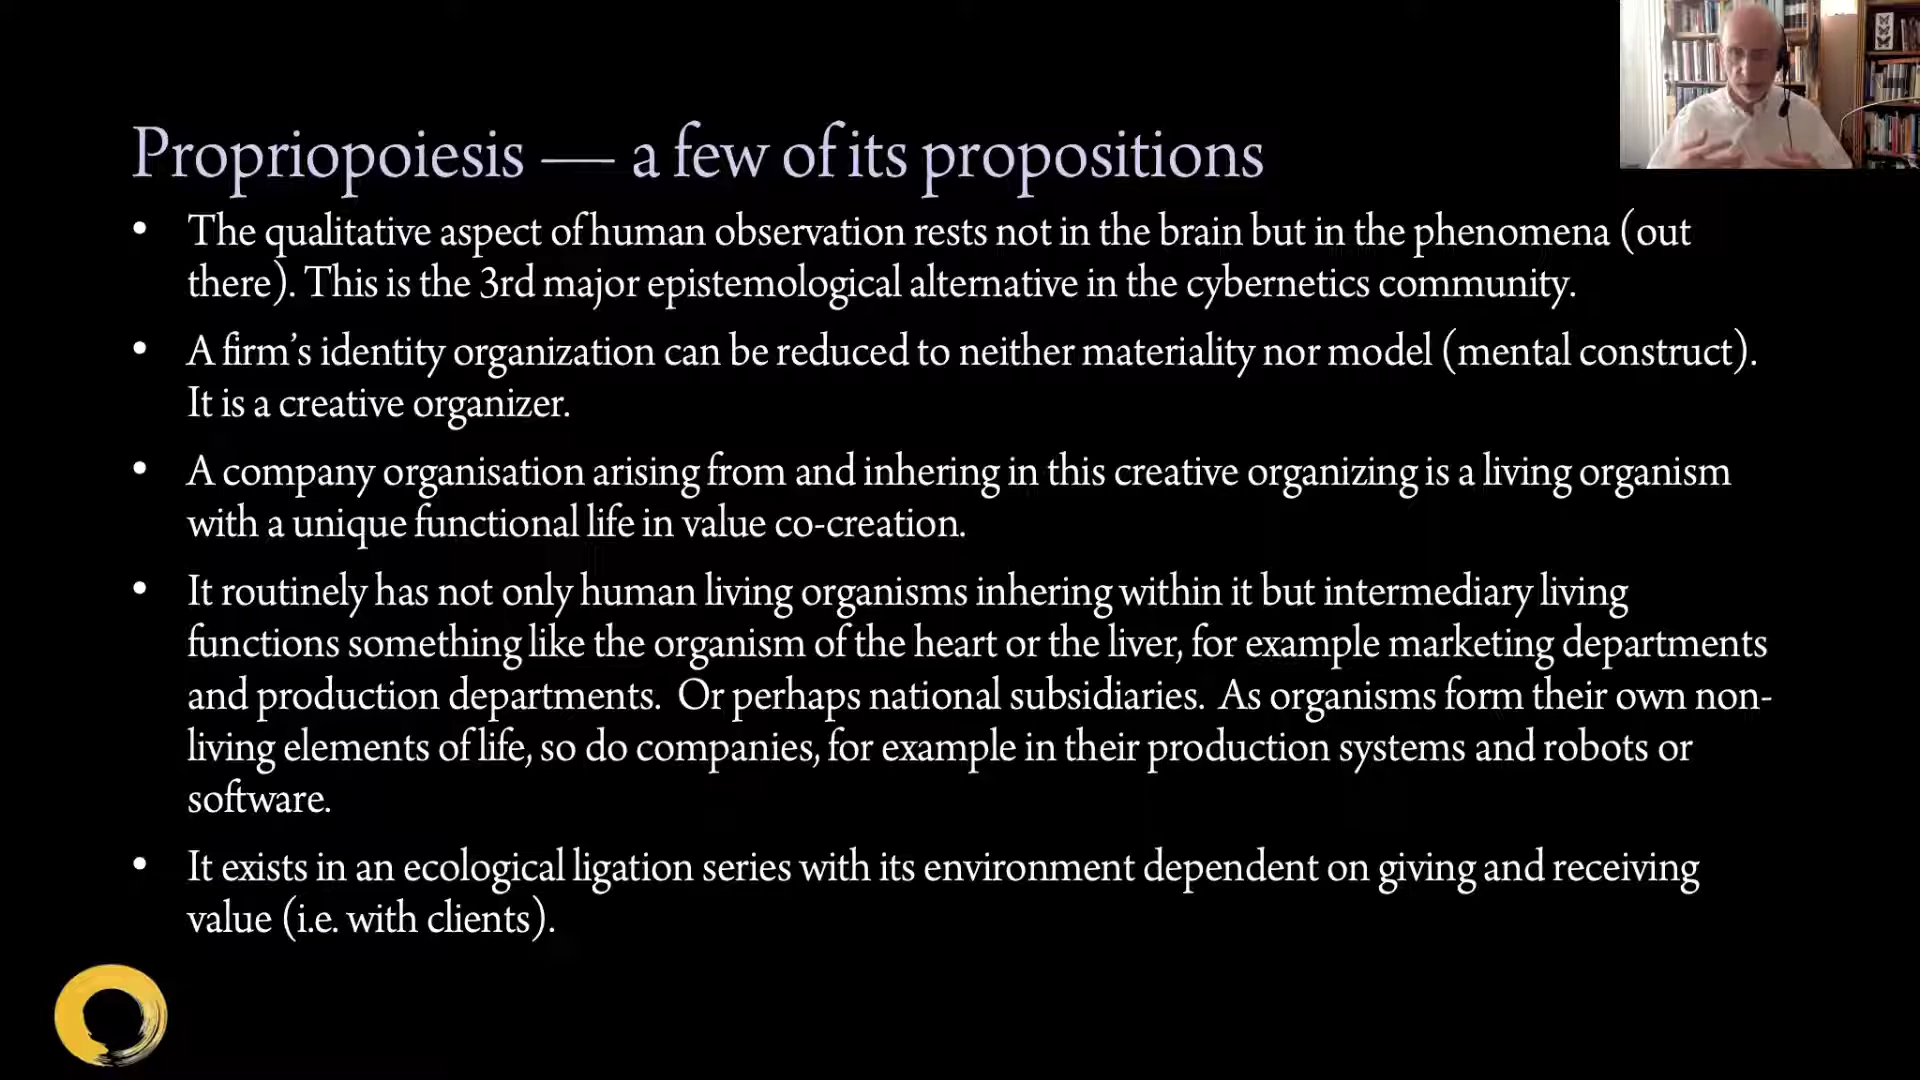 Propriopoiesis — a few of its propositions
• The qualitative aspect of human observation rests not in the brain but in the phenomena (out
there). This is the 3rd major epistemological alternative in the cybernetics community.
• A firm’s identity organization can be reduced to neither materiality nor model (mental construct).
It is a creative organizer.
• A company organisation arising from and inhering in this creative organizing is a living organism
with a unique functional life in value co-creation.
• It routinely has not only human living organisms inhering within it but intermediary living
functions something like the organism of the heart or the liver, for example marketing departments
and production departments.  Or perhaps national subsidiaries.  As organisms form their own non-
living elements of life, so do companies, for example in their production systems and robots or
software.
• It exists in an ecological ligation series with its environment dependent on giving and receiving
value (i.e. with clients).